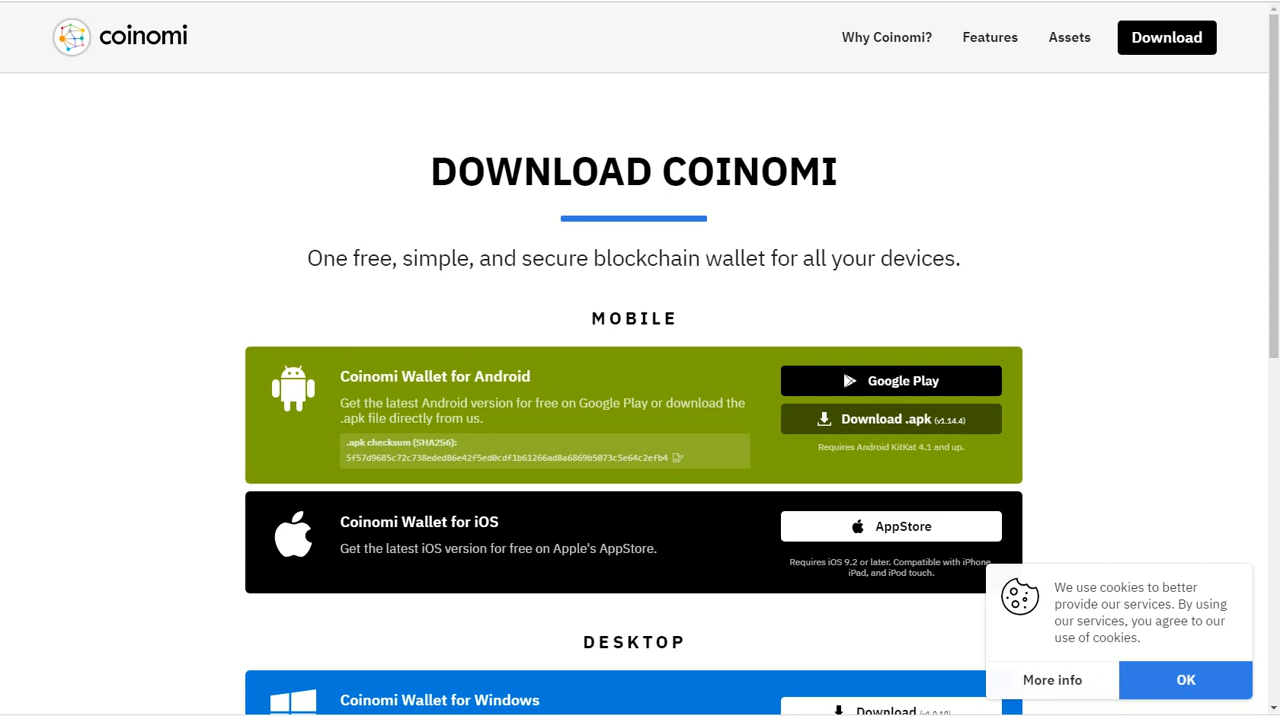 coinomi
Why Coinomi? Features Assets Download
DOWNLOAD COINOMI
One free, simple, and secure blockchain wallet for all your devices.
MOBILE
Coinomi Wallet for Android
Get the latest Android version for free on Google Play or download the
.apk file directly from us.
.apk checksum (SHA256):
5f57d9685c72c738eded86e42f5ed0cdf1b61266ad8a6869b5073c5e64c2efb4
Google Play
Download .apk (v1.14.4)
Requires Android KitKat 4.1 and up.
Coinomi Wallet for iOS
Get the latest iOS version for free on Apple's AppStore.
AppStore
Requires iOS 9.2 or later. Compatible with iPhone,
iPad, and iPod touch.
DESKTOP
Coinomi Wallet for Windows
Download
We use cookies to better
provide our services. By using
our services, you agree to our
use of cookies.
More info OK